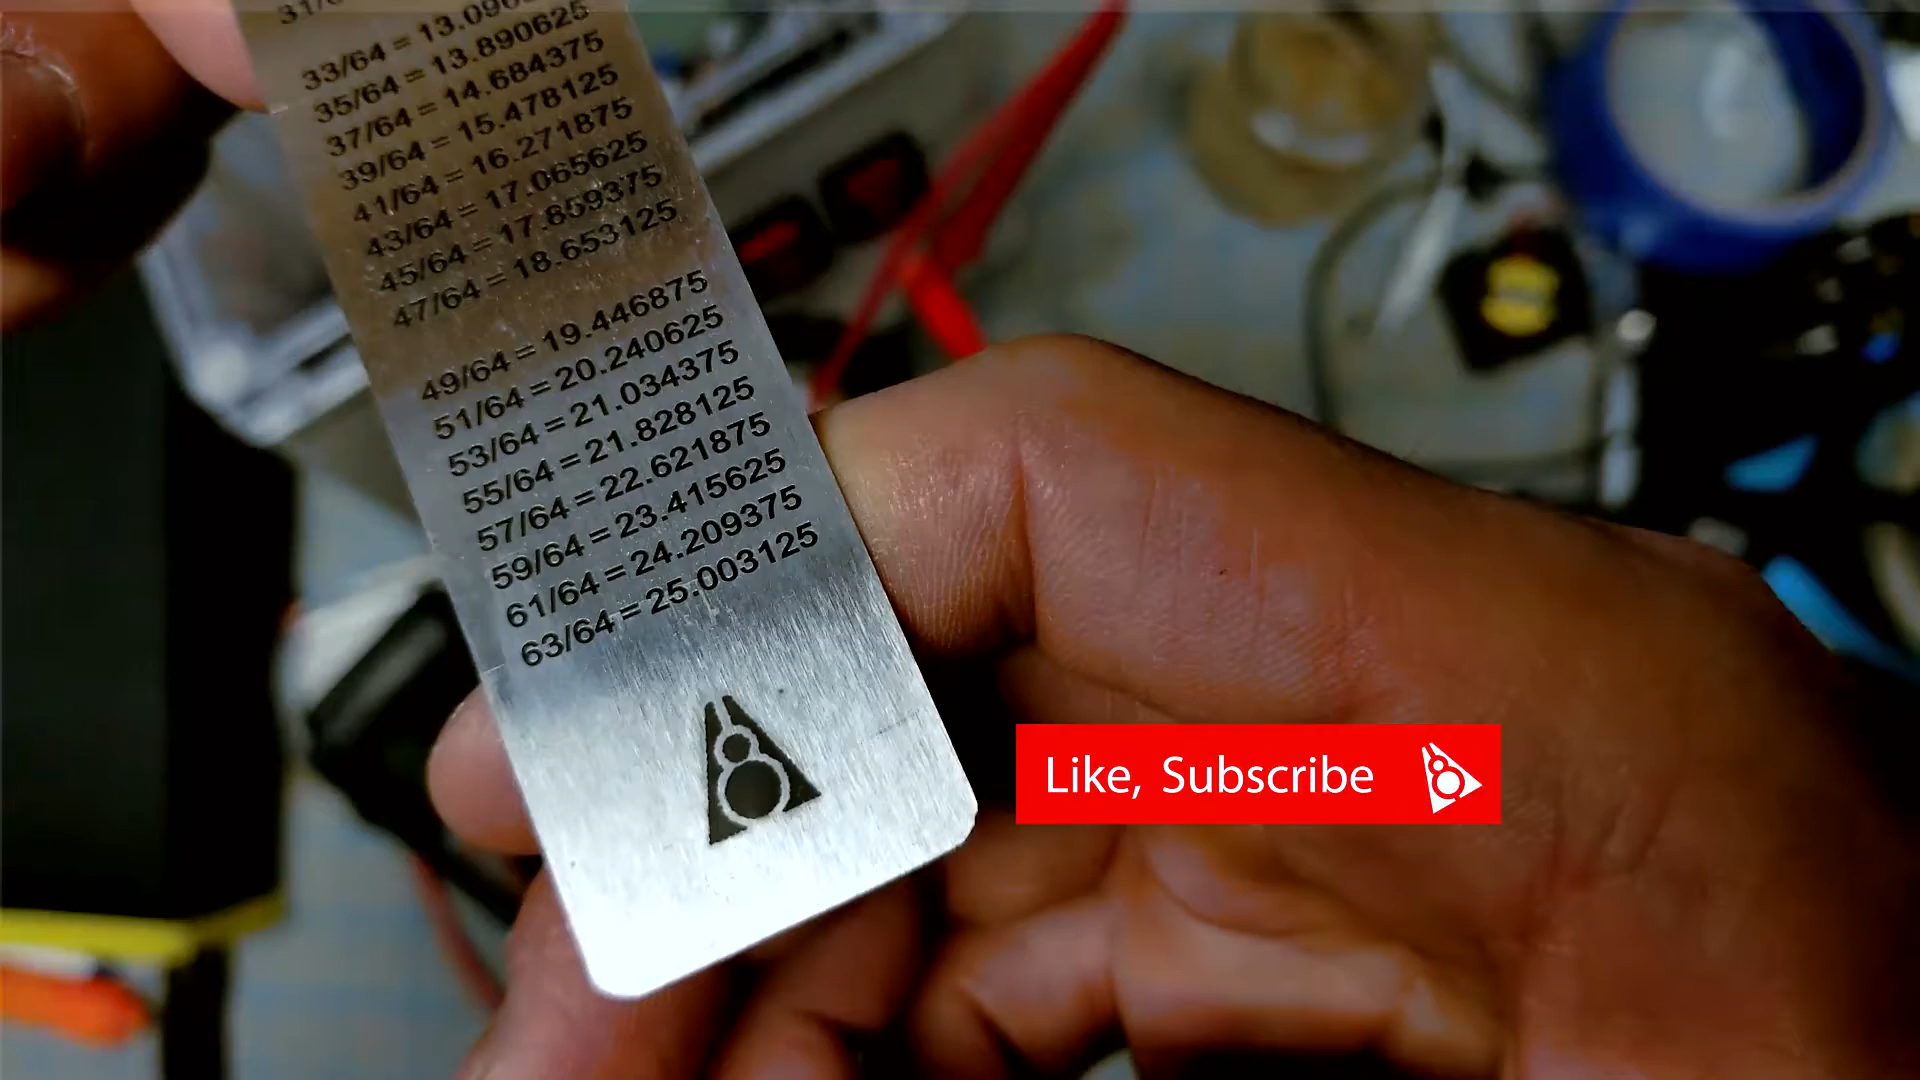 33/64 = 13.096
35/64 = 13.890625
37/64 = 14.684375
39/64 = 15.478125
41/64 = 16.271875
43/64 = 17.065625
45/64 = 17.859375
47/64 = 18.653125
49/64 = 19.446875
51/64 = 20.240625
53/64 = 21.034375
55/64 = 21.828125
57/64 = 22.621875
59/64 = 23.415625
61/64 = 24.209375
63/64 = 25.003125
Like, Subscribe